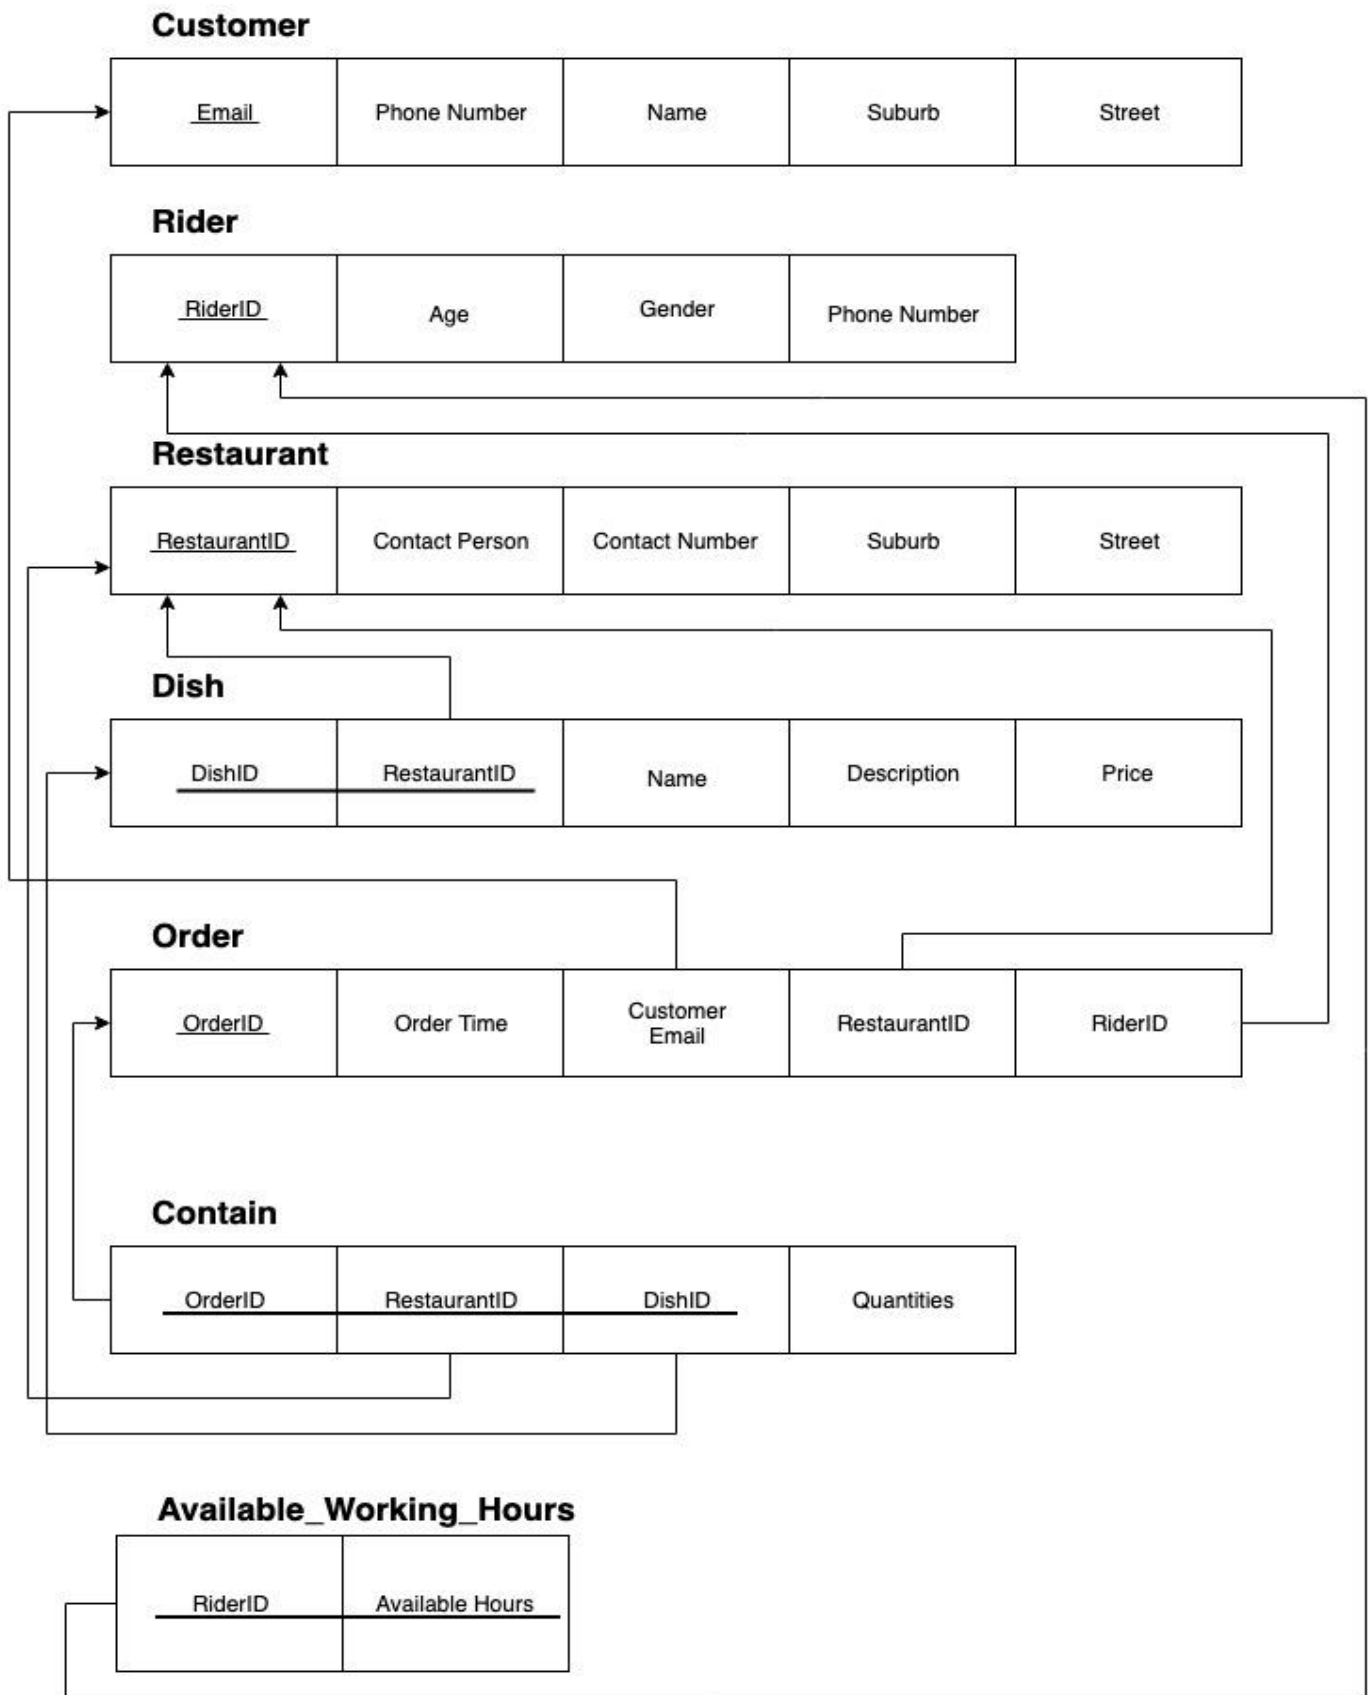 Customer
Email Phone Number Name Suburb Street
Rider
RiderID Age Gender Phone Number
Restaurant
RestaurantID Contact Person Contact Number Suburb Street
Dish
DishID RestaurantID Name Description Price
Order
OrderID Order Time Customer
Email RestaurantID RiderID
Contain
OrderID RestaurantID DishID Quantities
Available_Working_Hours
RiderID Available Hours